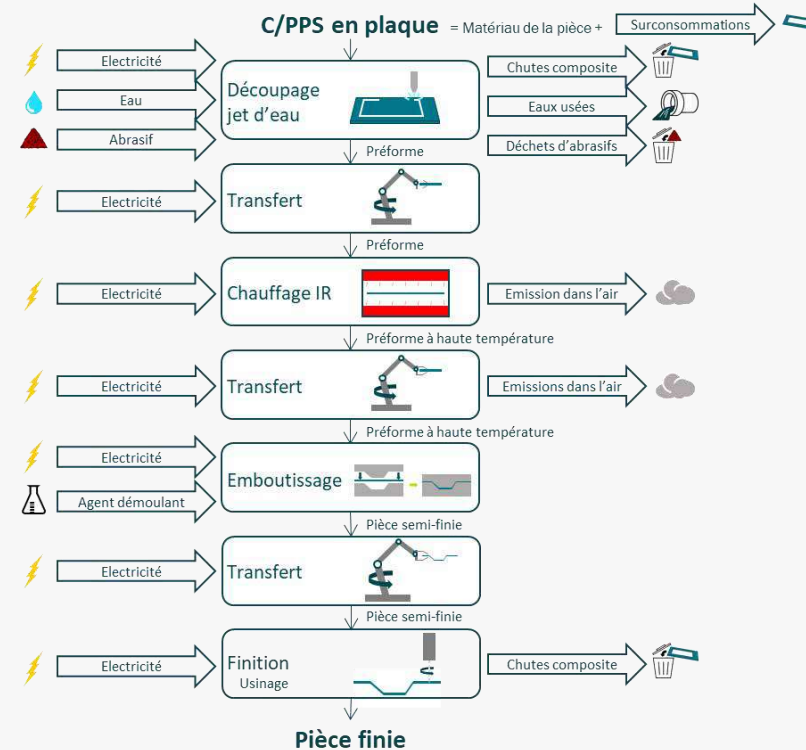 C/PPS en plaque = Matériau de la pièce + Surconsommations
Electricité
Eau
Abrasif
Découpage
jet d'eau
Chutes composite
Eaux usées
Déchets d'abrasifs
Préforme
Electricité
Transfert
Préforme
Electricité
Chauffage IR
Emission dans l'air
Préforme à haute température
Electricité
Transfert
Emissions dans l'air
Préforme à haute température
Electricité
Agent démoulant
Emboutissage
Pièce semi-finie
Electricité
Transfert
Pièce semi-finie
Electricité
Finition
Usinage
Chutes composite
Pièce finie